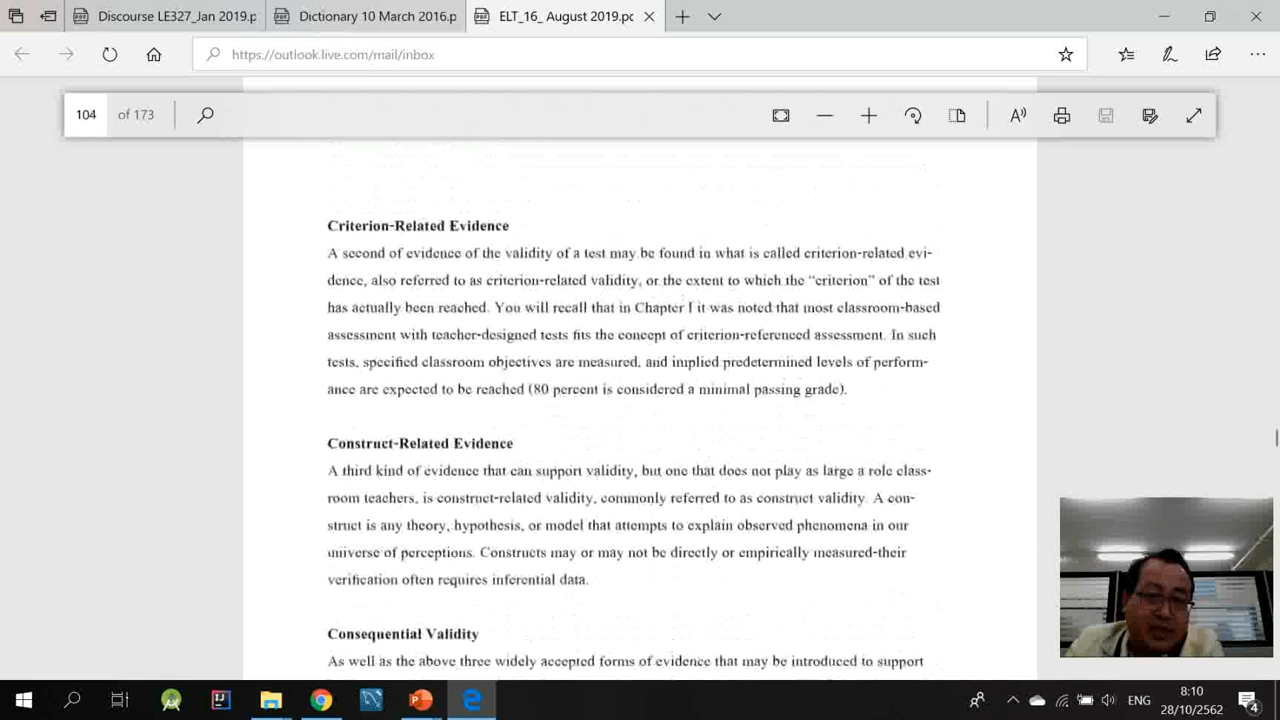 Discourse LE327_Jan 2019.p
Dictionary 10 March 2016.p
ELT_16_ August 2019.pc
https://outlook.live.com/mail/inbox
104 of 173
Criterion-Related Evidence
A second of evidence of the validity of a test may be found in what is called criterion-related evi-
dence, also referred to as criterion-related validity, or the extent to which the “criterion” of the test
has actually been reached. You will recall that in Chapter I it was noted that most classroom-based
assessment with teacher-designed tests fits the concept of criterion-referenced assessment. In such
tests, specified classroom objectives are measured, and implied predetermined levels of perform-
ance are expected to be reached (80 percent is considered a minimal passing grade).
Construct-Related Evidence
A third kind of evidence that can support validity, but one that does not play as large a role class-
room teachers, is construct-related validity, commonly referred to as construct validity. A con-
struct is any theory, hypothesis, or model that attempts to explain observed phenomena in our
universe of perceptions. Constructs may or may not be directly or empirically measured-their
verification often requires inferential data.
Consequential Validity
As well as the above three widely accepted forms of evidence that may be introduced to support
ENG
8:10
28/10/2562
4